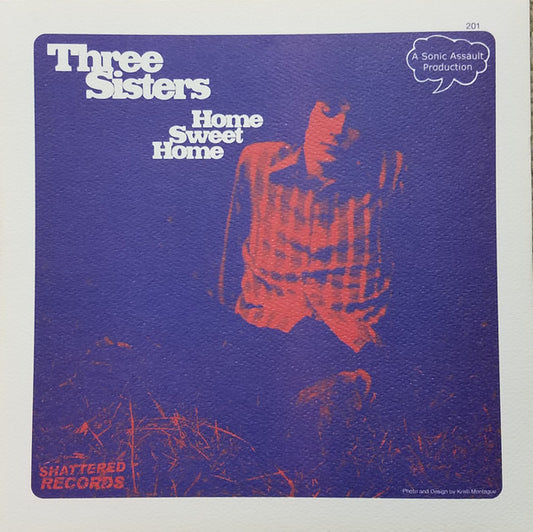 201
Three
Sisters
Home
Sweet
Home
A Sonic Assault
Production
SHATTERED
RECORDS
Photo and Design by Kristi Montague